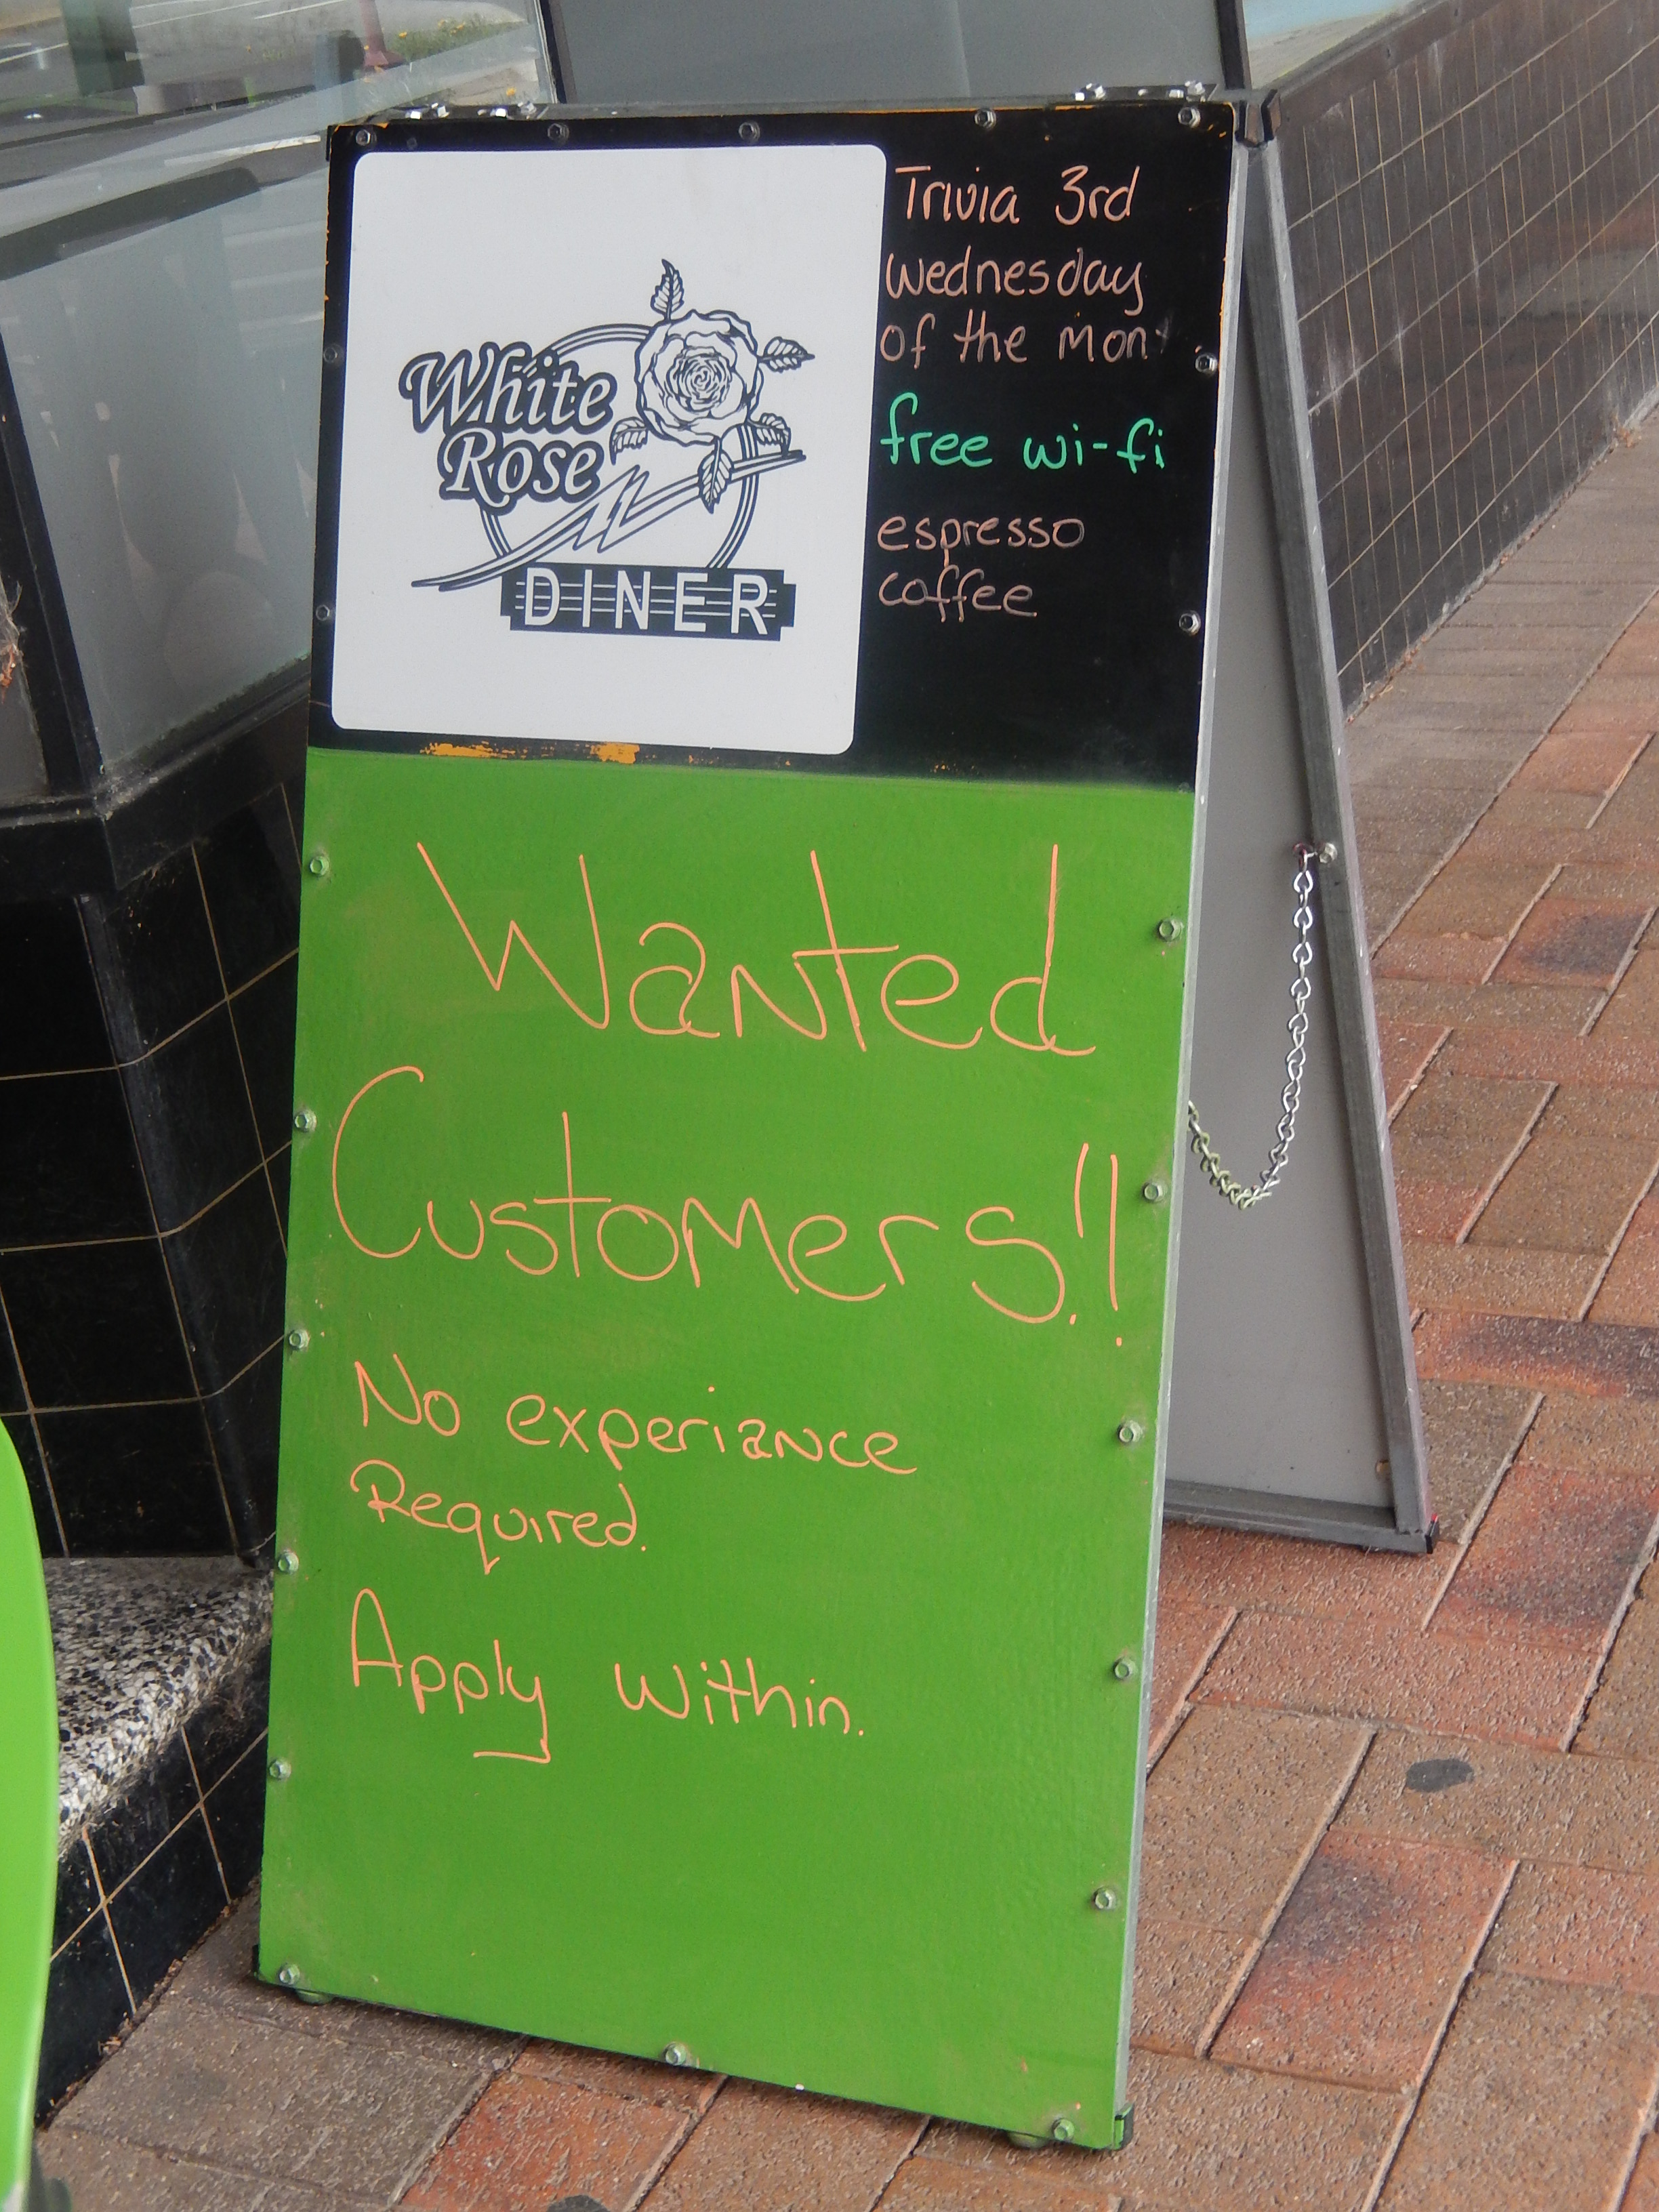 White
Rose
DINER
Trivia 3rd
Wednesday
of the mon
free wi-fi
espresso
coffee
Wanted
Customers!!
No experiance
Required.
Apply within.